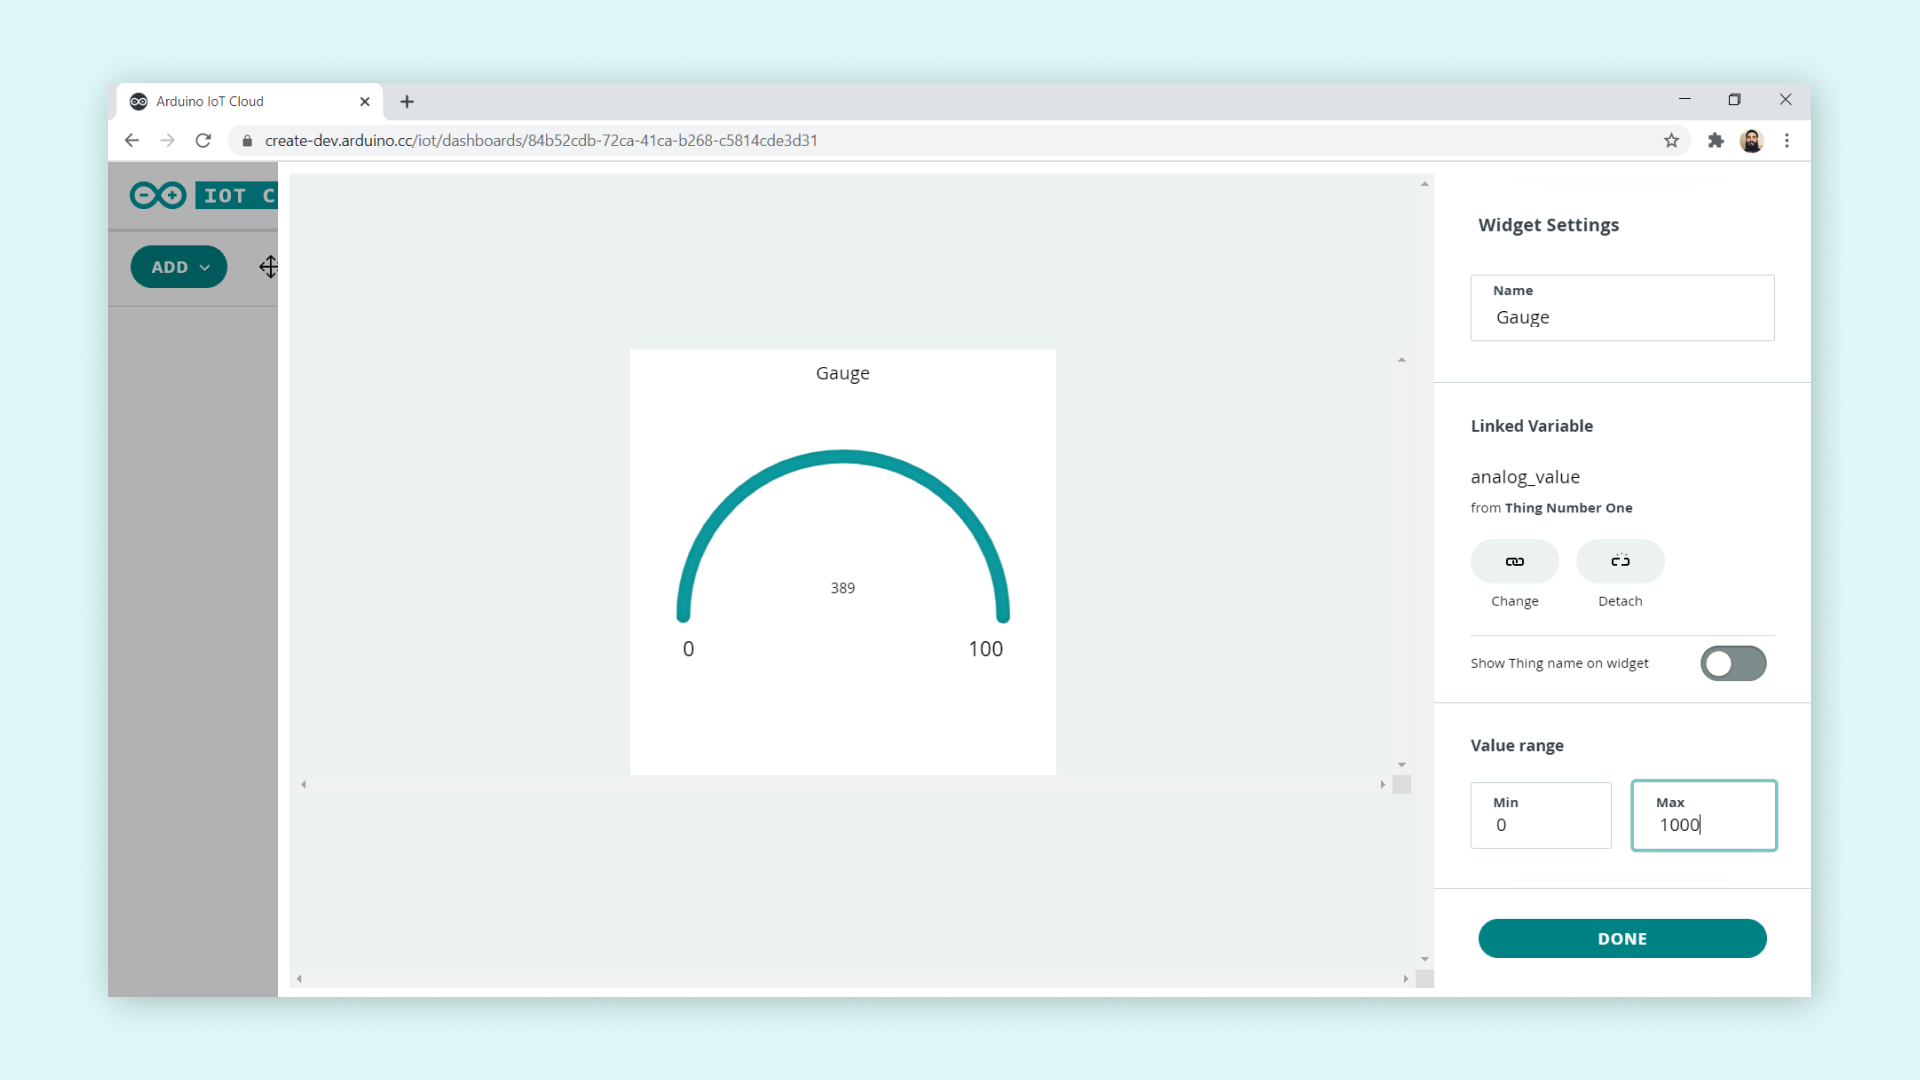 Arduino IoT Cloud
create-dev.arduino.cc/iot/dashboards/84b52cdb-72ca-41ca-b268-c5814cde3d31
IOT C
ADD
Gauge
389
0 100
Widget Settings
Name
Gauge
Linked Variable
analog_value
from Thing Number One
Change Detach
Show Thing name on widget
Value range
Min Max
0 1000
DONE